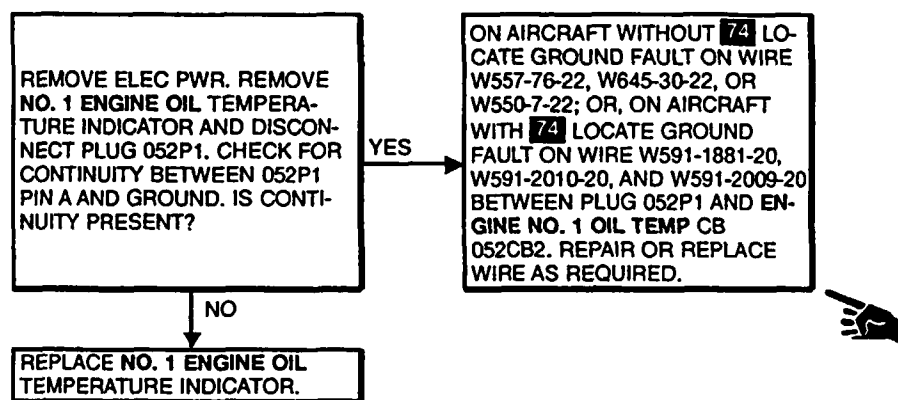 REMOVE ELEC PWR. REMOVE
NO. 1 ENGINE OIL TEMPERA-
TURE INDICATOR AND DISCON-
NECT PLUG 052P1. CHECK FOR
CONTINUITY BETWEEN 052P1
PIN A AND GROUND. IS CONTI-
NUITY PRESENT?
YES
ON AIRCRAFT WITHOUT 74 LO-
CATE GROUND FAULT ON WIRE
W557-76-22, W645-30-22, OR
W550-7-22; OR, ON AIRCRAFT
WITH 74 LOCATE GROUND
FAULT ON WIRE W591-1881-20,
W591-2010-20, AND W591-2009-20
BETWEEN PLUG 052P1 AND EN-
GINE NO. 1 OIL TEMP CB
052CB2. REPAIR OR REPLACE
WIRE AS REQUIRED.
NO
REPLACE NO. 1 ENGINE OIL
TEMPERATURE INDICATOR.